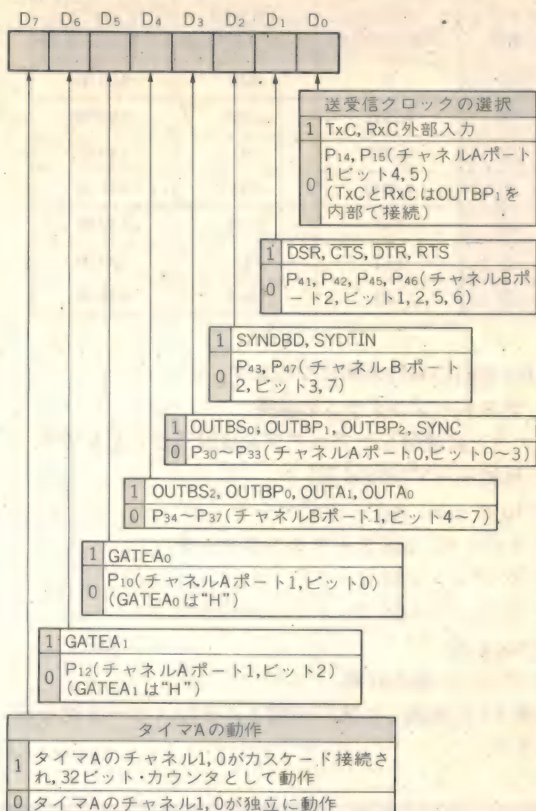 D₇ D₆ D₅ D₄ D₃ D₂ D₁ D₀
送受信クロックの選択
1 TxC, RxC外部入力
0 P₁₄, P₁₅(チャネルAポート
1ビット4, 5)
(TxCとRxCはOUTBP₁を
内部で接続)
1 D̅S̅R̅, C̅T̅S̅, D̅T̅R̅, R̅T̅S̅
0 P₄₁, P₄₂, P₄₅, P₄₆(チャネルBポ
ート2, ビット1, 2, 5, 6)
1 SYNDBD, SYDTIN
0 P₄₃, P₄₇(チャネルBポート
2, ビット3, 7)
1 OUTBS₀, OUTBP₁, OUTBP₂, SYNC
0 P₃₀～P₃₃(チャネルAポート0,ビット0～3)
1 OUTBS₂, OUTBP₀, OUTA₁, OUTA₀
0 P₃₄～P₃₇(チャネルBポート1,ビット4～7)
1 GATEA₀
0 P₁₀(チャネルAポート1,ビット0)
(GATEA₀は“H”)
1 GATEA₁
0 P₁₂(チャネルAポート1,ビット2)
(GATEA₁は“H”)
タイマAの動作
1 タイマAのチャネル1, 0がカスケード接続さ
れ, 32ビット・カウンタとして動作
0 タイマAのチャネル1, 0が独立に動作